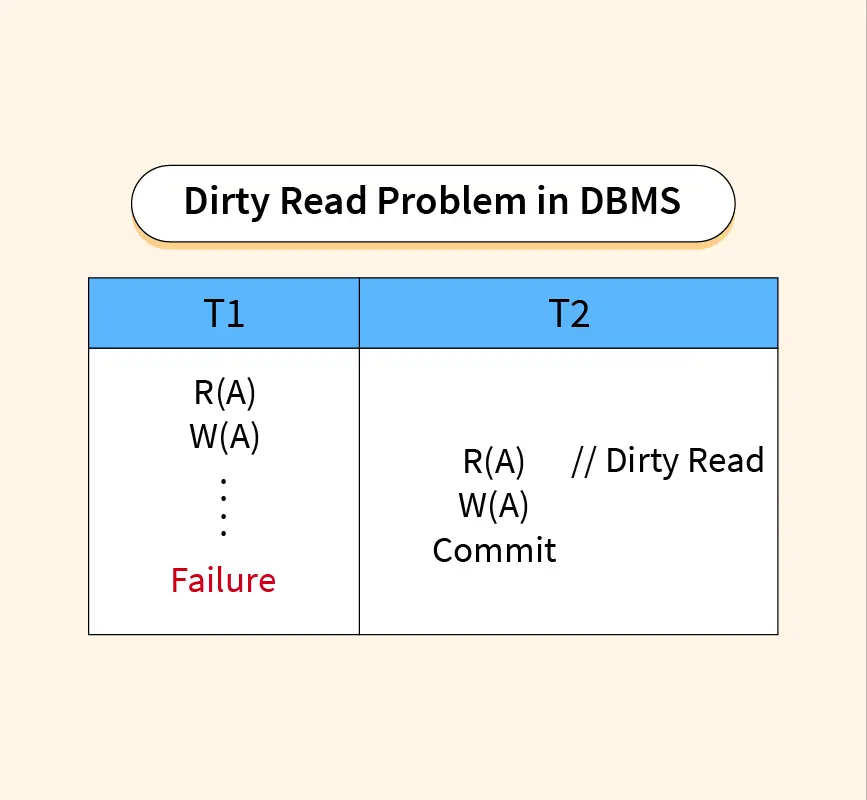 Dirty Read Problem in DBMS
T1
T2
R(A)
W(A)
Failure
R(A) // Dirty Read
W(A)
Commit